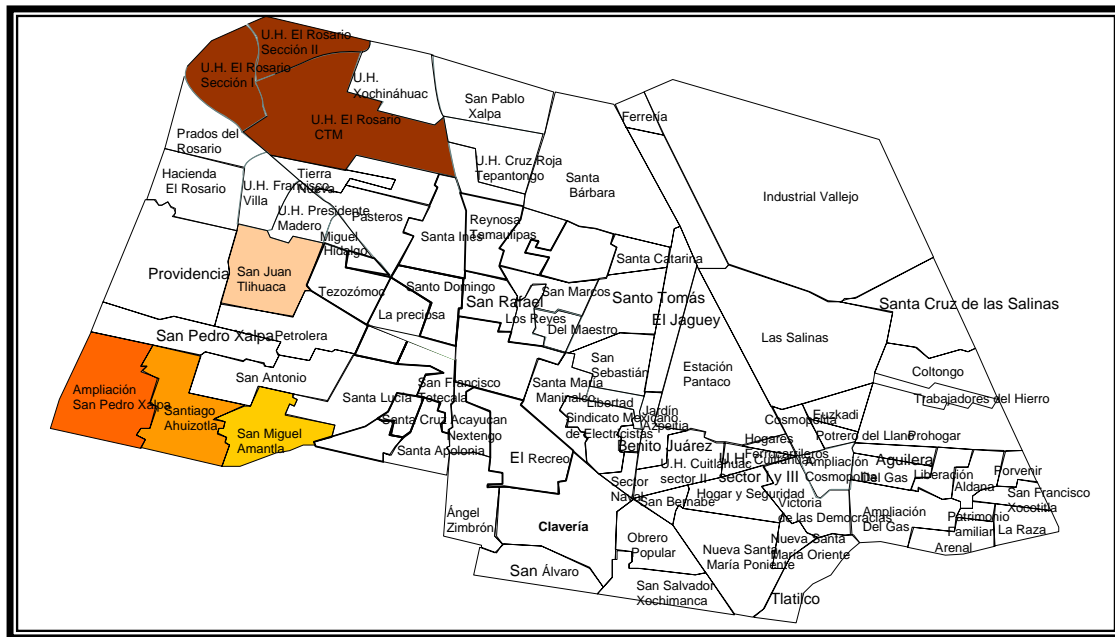 U.H. El Rosario
Sección II
U.H. El Rosario
Sección I
U.H.
Xochináhuac
San Pablo
Xalpa
Ferrería
U.H. El Rosario
CTM
Prados del
Rosario
U.H. Cruz Roja
Tepantongo
Santa
Bárbara
Industrial Vallejo
Hacienda
El Rosario
Tierra
Nueva
U.H. Francisco
Villa
U.H. Presidente
Madero
Pasteros
Miguel
Hidalgo
Santa Inés
Reynosa
Tamaulipas
Santa Catarina
Providencia
San Juan
Tlihuaca
Tezozómoc
Santo Domingo
La preciosa
San Rafael
San Marcos
Los Reyes
Del Maestro
Santo Tomás
El Jaguey
Santa Cruz de las Salinas
San Pedro Xalpa
Petrolera
Las Salinas
San Antonio
San
Sebastián
Estación
Pantaco
Coltongo
Trabajadores del Hierro
Ampliación
San Pedro Xalpa
Santiago
Ahuizotla
San Miguel
Amantla
Santa Lucía
San Francisco
Tetecala
Santa Cruz Acayucan
Santa Apolonia
Nextengo
Santa María
Maninalco
Libertad
Sindicato Mexicano
de Electricistas
Jardín
Azpeitia
Benito Juárez
Cosmopolita
Euzkadi
Potrero del Llano
Prohogar
Hogares
Ferrocarrileros
El Recreo
U.H. Cuitláhuac
sector II
U.H. Cuitláhuac
sector I y III
Ampliación
Cosmopolita
Aguilera
Del Gas
Liberación
Aldana
Porvenir
San Francisco
Xocotitla
Sector
Naval
San Bernabé
Hogar y Seguridad
Victoria
de las Democracias
Ampliación
Del Gas
Patrimonio
Familiar
La Raza
Arenal
Ángel
Zimbrón
Clavería
Obrero
Popular
Nueva Santa
María Poniente
Nueva Santa
María Oriente
San Álvaro
San Salvador
Xochimanca
Tlatilco